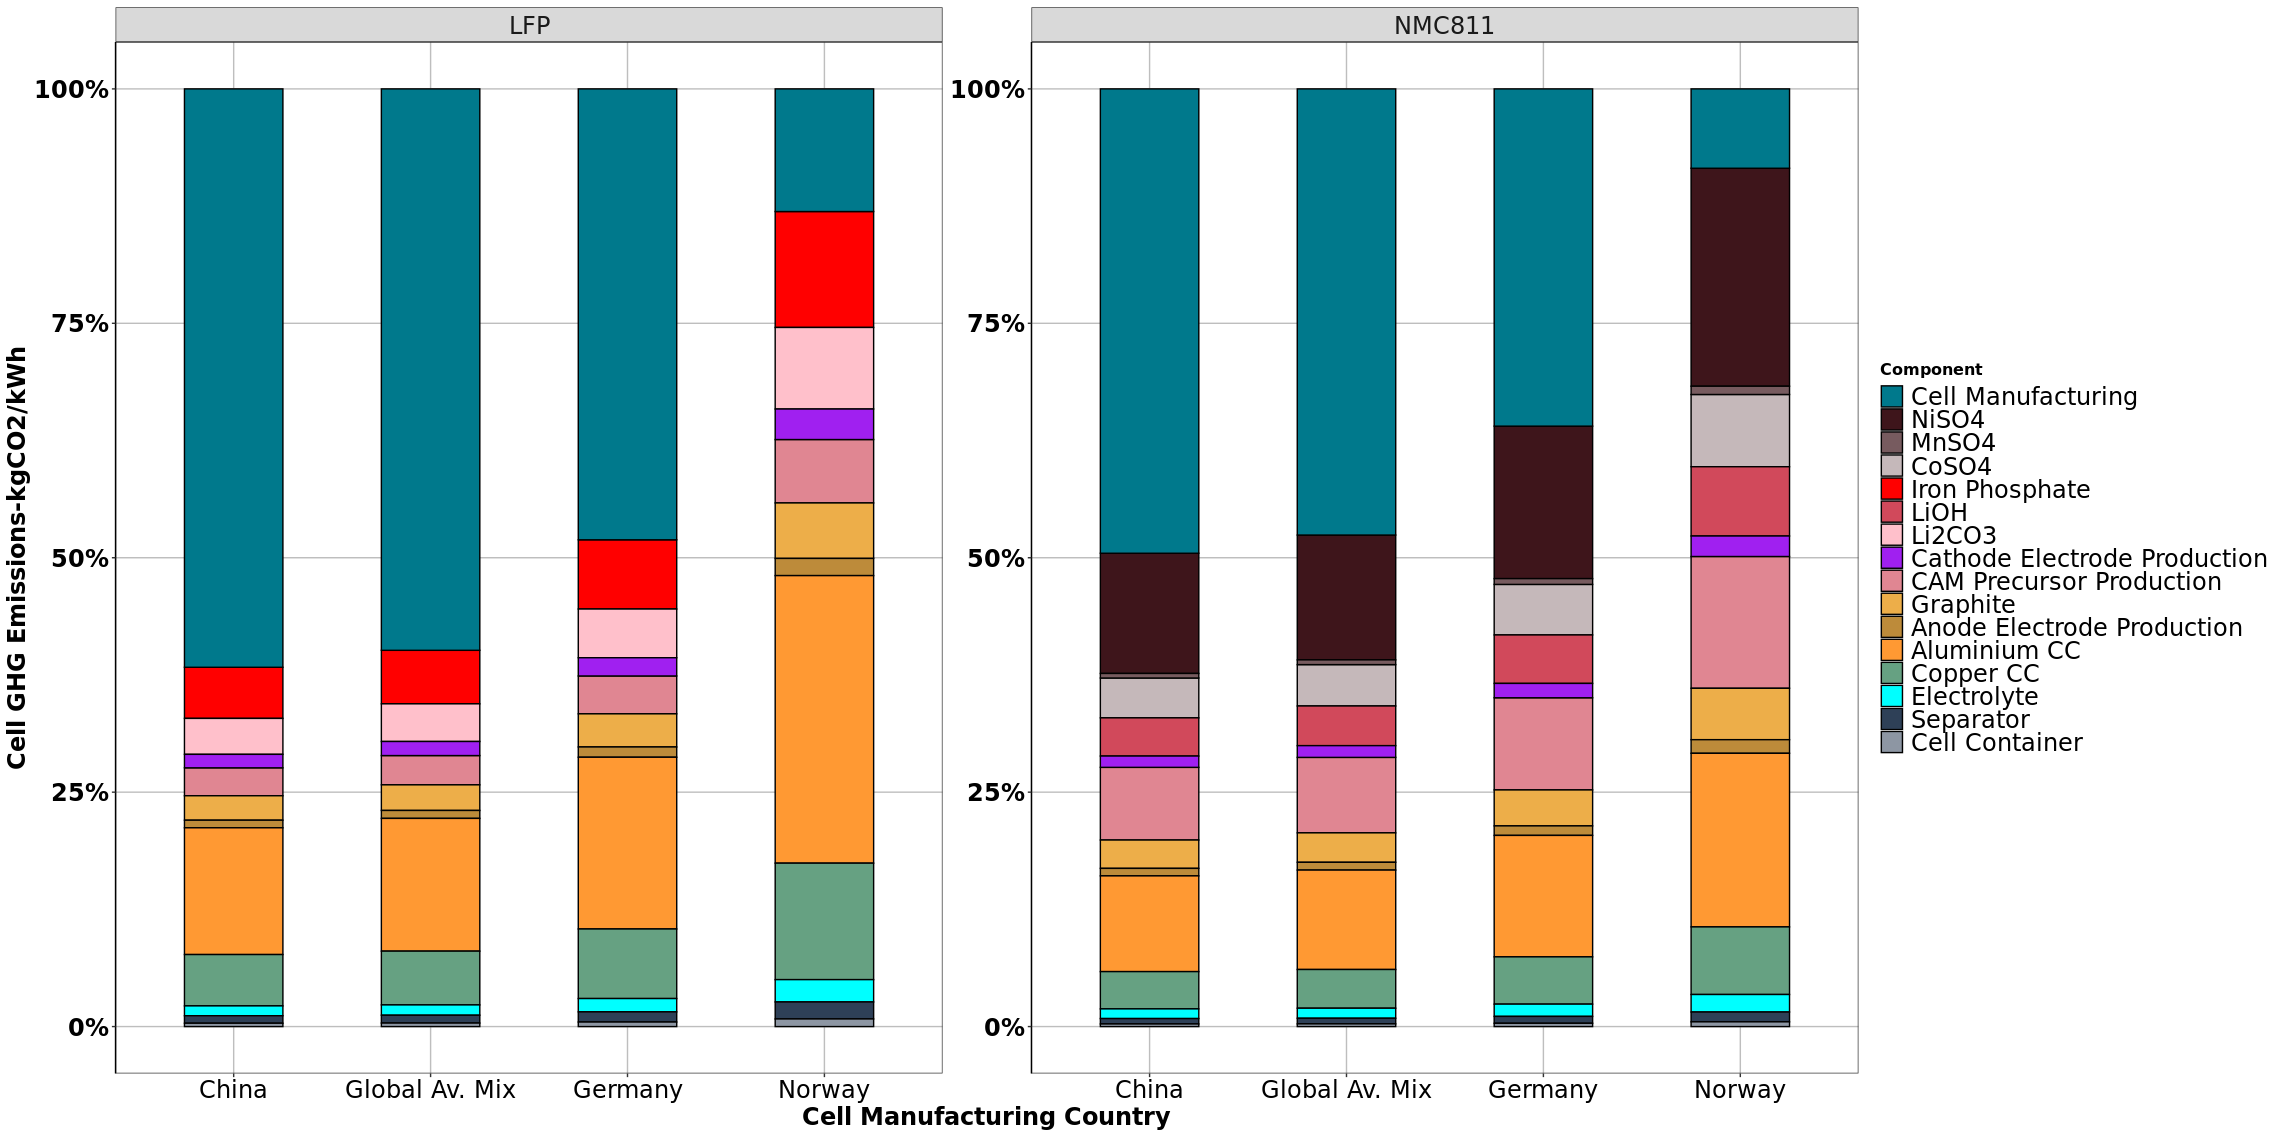 LFP
NMC811
100%
75%
50%
25%
0%
100%
75%
50%
25%
0%
Cell GHG Emissions-kgCO2/kWh
China
Global Av. Mix
Germany
Norway
China
Global Av. Mix
Germany
Norway
Cell Manufacturing Country
Component
Cell Manufacturing
NiSO4
MnSO4
CoSO4
Iron Phosphate
LiOH
Li2CO3
Cathode Electrode Production
CAM Precursor Production
Graphite
Anode Electrode Production
Aluminium CC
Copper CC
Electrolyte
Separator
Cell Container